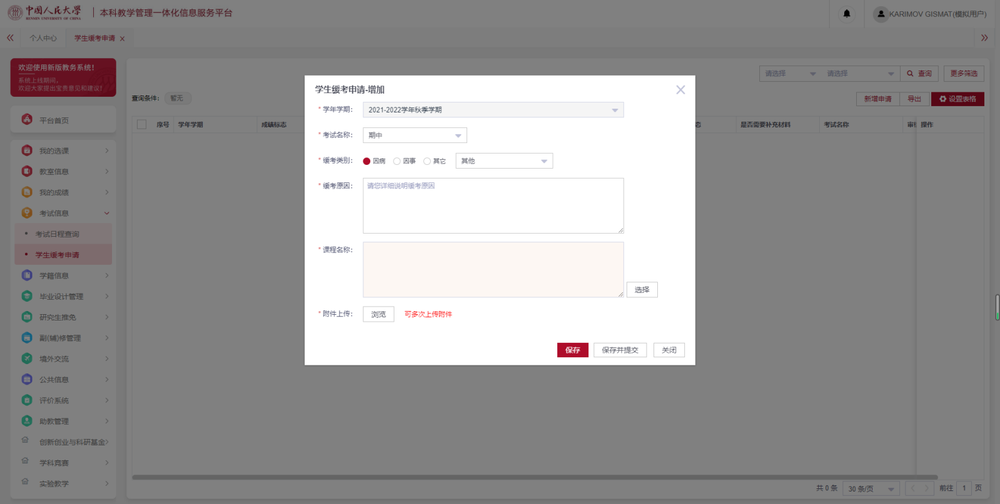 中国人民大学
RENMIN UNIVERSITY OF CHINA
本科教学管理一体化信息服务平台
KARIMOV GISMAT(模拟用户)
个人中心
学生缓考申请
欢迎使用新版教务系统！
系统上线期间，
欢迎大家提出宝贵意见和建议！
平台首页
我的选课
教室信息
我的成绩
考试信息
考试日程查询
学生缓考申请
学籍信息
毕业设计管理
研究生推免
副(辅)修管理
境外交流
公共信息
评价系统
助教管理
创新创业与科研基金
学科竞赛
实验教学
请选择
请选择
查询
更多筛选
查询条件：
暂无
新增申请
导出
设置表格
序号
学年学期
成绩标志
态
是否需要补充材料
考试名称
操作
学生缓考申请-增加
* 学年学期：
2021-2022学年秋季学期
* 考试名称：
期中
* 缓考类别：
因病
因事
其它
其他
* 缓考原因：
请您详细说明缓考原因
* 课程名称：
选择
* 附件上传：
浏览
可多次上传附件
保存
保存并提交
关闭
共 0 条
30 条/页
前往
1
页